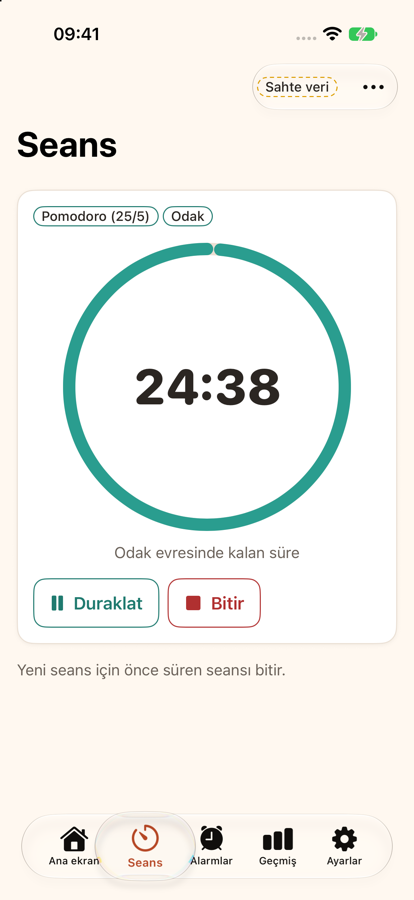 09:41
Sahte veri
Seans
Pomodoro (25/5) Odak
24:38
Odak evresinde kalan süre
Duraklat Bitir
Yeni seans için önce süren seansı bitir.
Ana ekran Seans Alarmlar Geçmiş Ayarlar